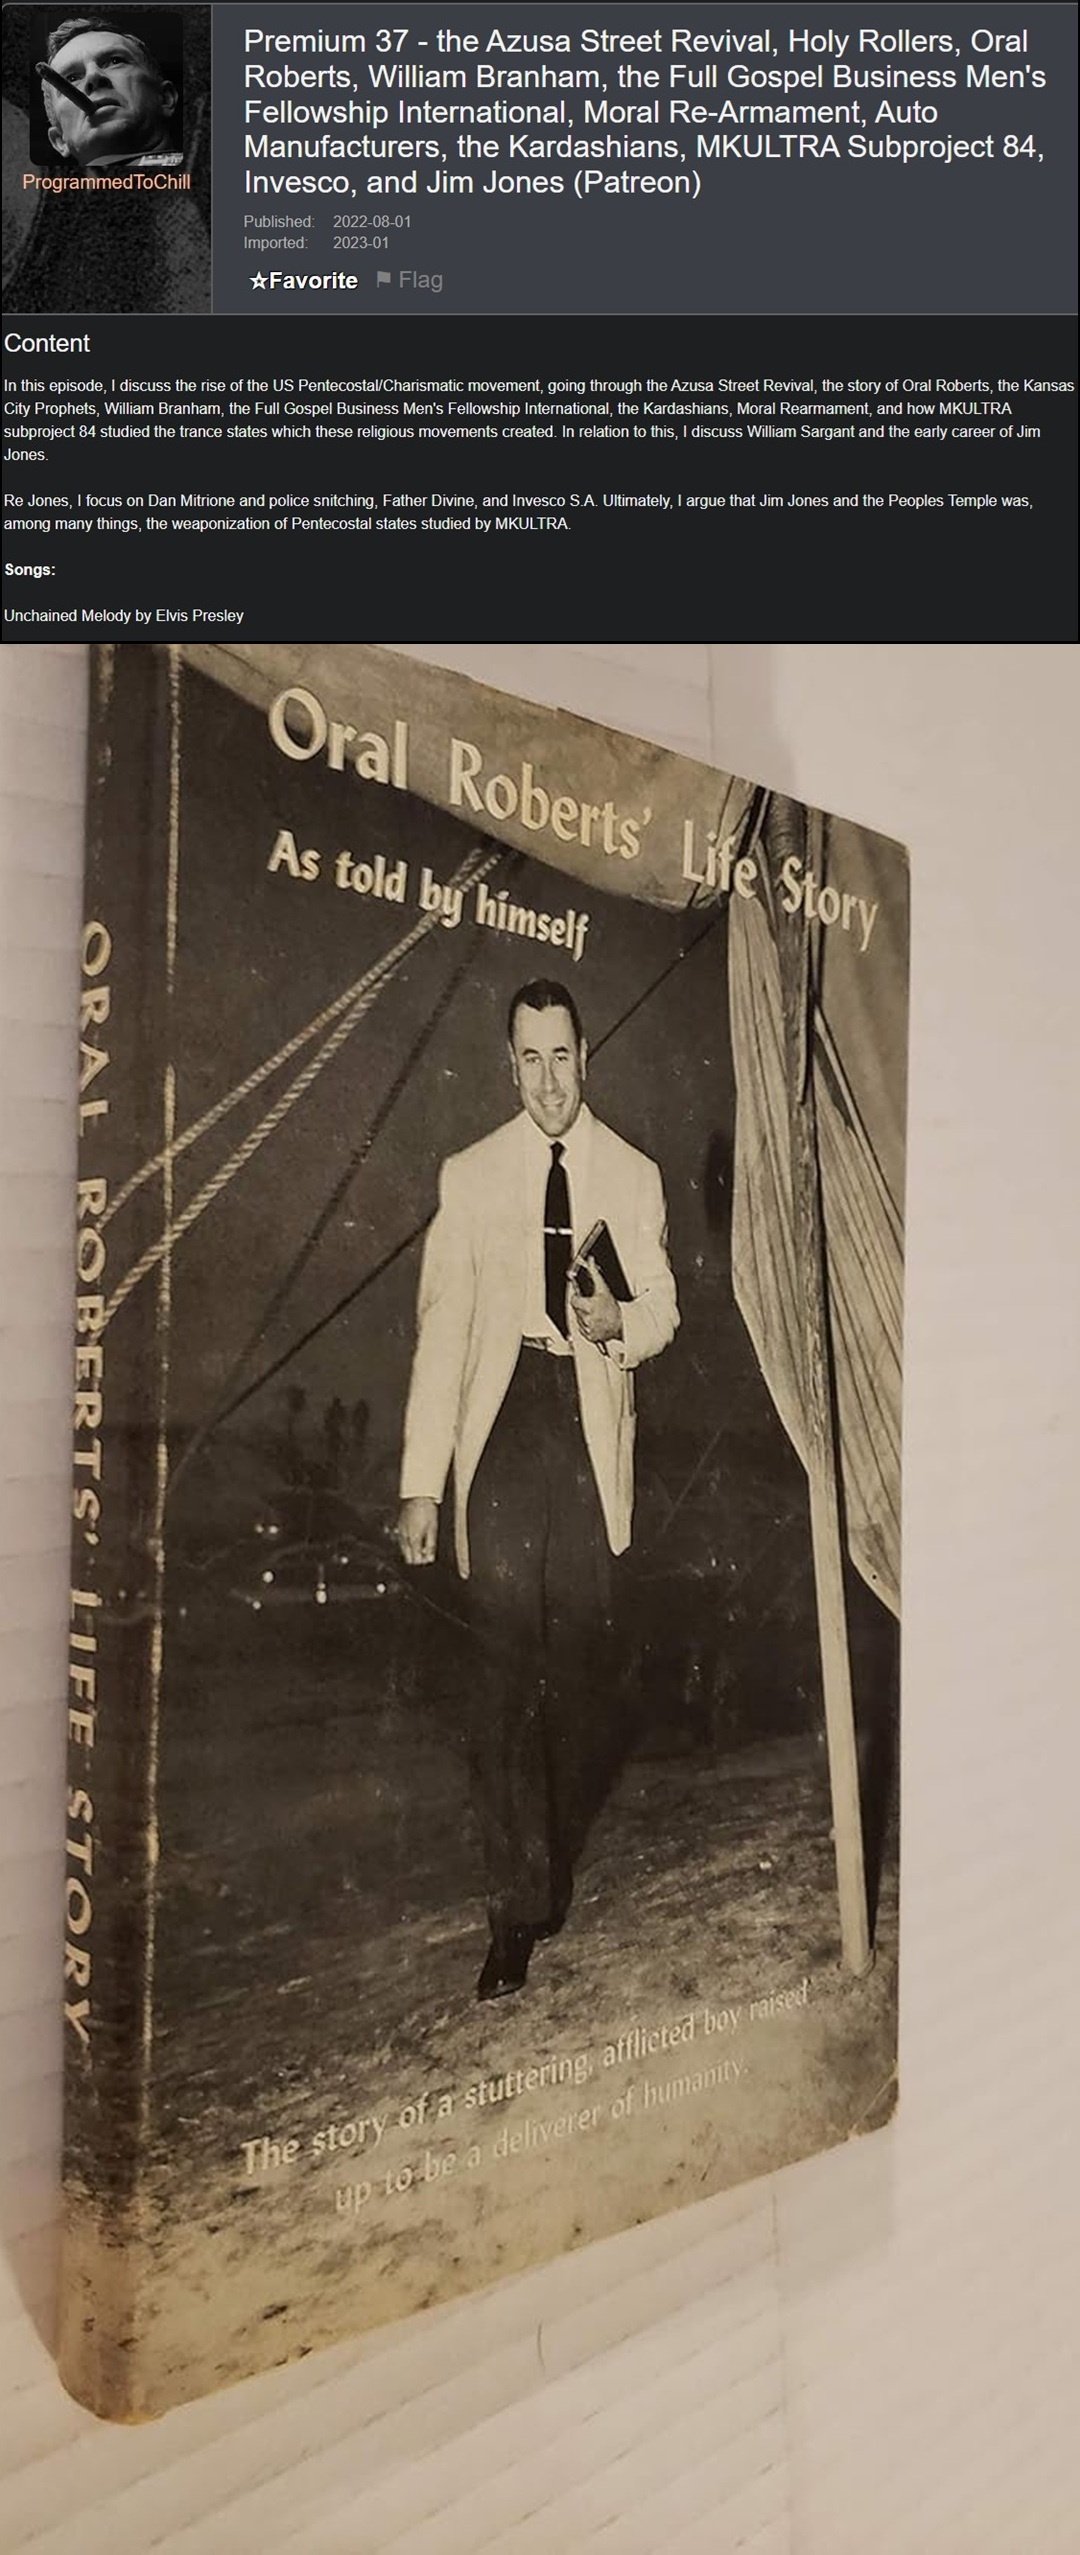 Premium 37 - the Azusa Street Revival, Holy Rollers, Oral
Roberts, William Branham, the Full Gospel Business Men's
Fellowship International, Moral Re-Armament, Auto
Manufacturers, the Kardashians, MKULTRA Subproject 84,
Invesco, and Jim Jones (Patreon)
ProgrammedToChill
Published: 2022-08-01
Imported: 2023-01
☆Favorite ⚑ Flag
Content
In this episode, I discuss the rise of the US Pentecostal/Charismatic movement, going through the Azusa Street Revival, the story of Oral Roberts, the Kansas
City Prophets, William Branham, the Full Gospel Business Men's Fellowship International, the Kardashians, Moral Rearmament, and how MKULTRA
subproject 84 studied the trance states which these religious movements created. In relation to this, I discuss William Sargant and the early career of Jim
Jones.
Re Jones, I focus on Dan Mitrione and police snitching, Father Divine, and Invesco S.A. Ultimately, I argue that Jim Jones and the Peoples Temple was,
among many things, the weaponization of Pentecostal states studied by MKULTRA.
Songs:
Unchained Melody by Elvis Presley
Oral Roberts' Life Story
As told by himself
ORAL ROBERTS' LIFE STORY
The story of a stuttering, afflicted boy raised
up to be a deliverer of humanity.